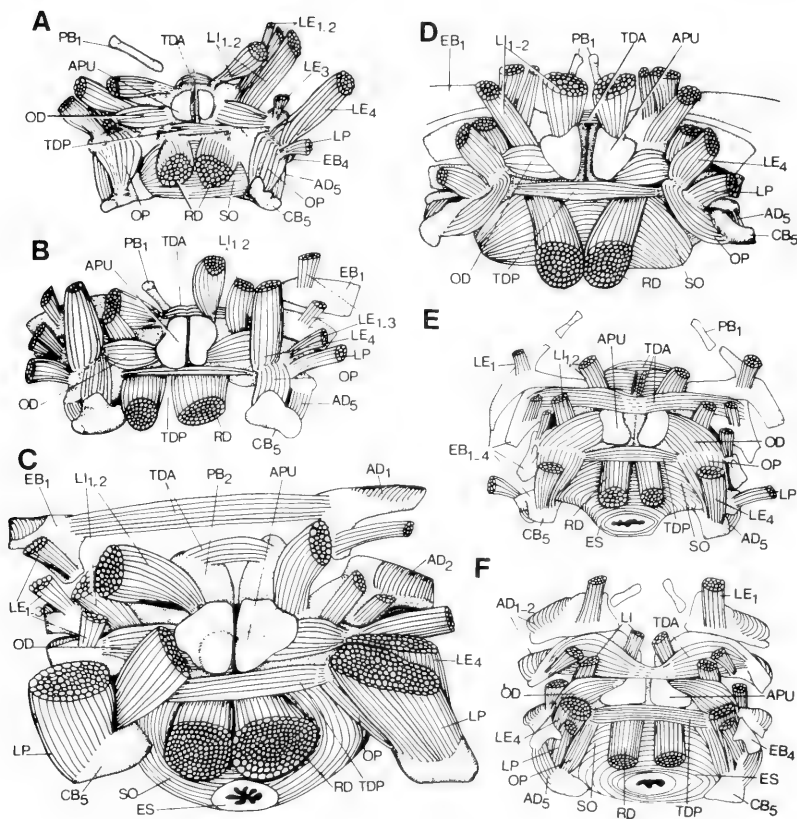 A
PB1 TDA LI1-2 LE1,2
APU LE3
OD LE4
TDP LP
EB4
AD5
OP RD SO CB5 OP
B
PB1 TDA LI1,2
APU EB1
LE1,3
LE4
LP
OP
OD AD5
TDP RD CB5
C
EB1 LI1,2 TDA PB2 APU AD1
AD2
LE1-3
OD LE4
LP LP
CB5 SO ES RD TDP OP
D
EB1 LI1-2 PB1 TDA APU
LE4
LP
AD5
CB5
OD TDP RD SO OP
E
LE1 LI1,2 APU TDA PB1
EB1-4 OD
OP
LP
CB5 RD ES TDP SO LE4
AD5
F
AD1-2 LI TDA LE1
OD APU
LE4 EB4
LP
OP ES
AD5 SO RD TDP CB5